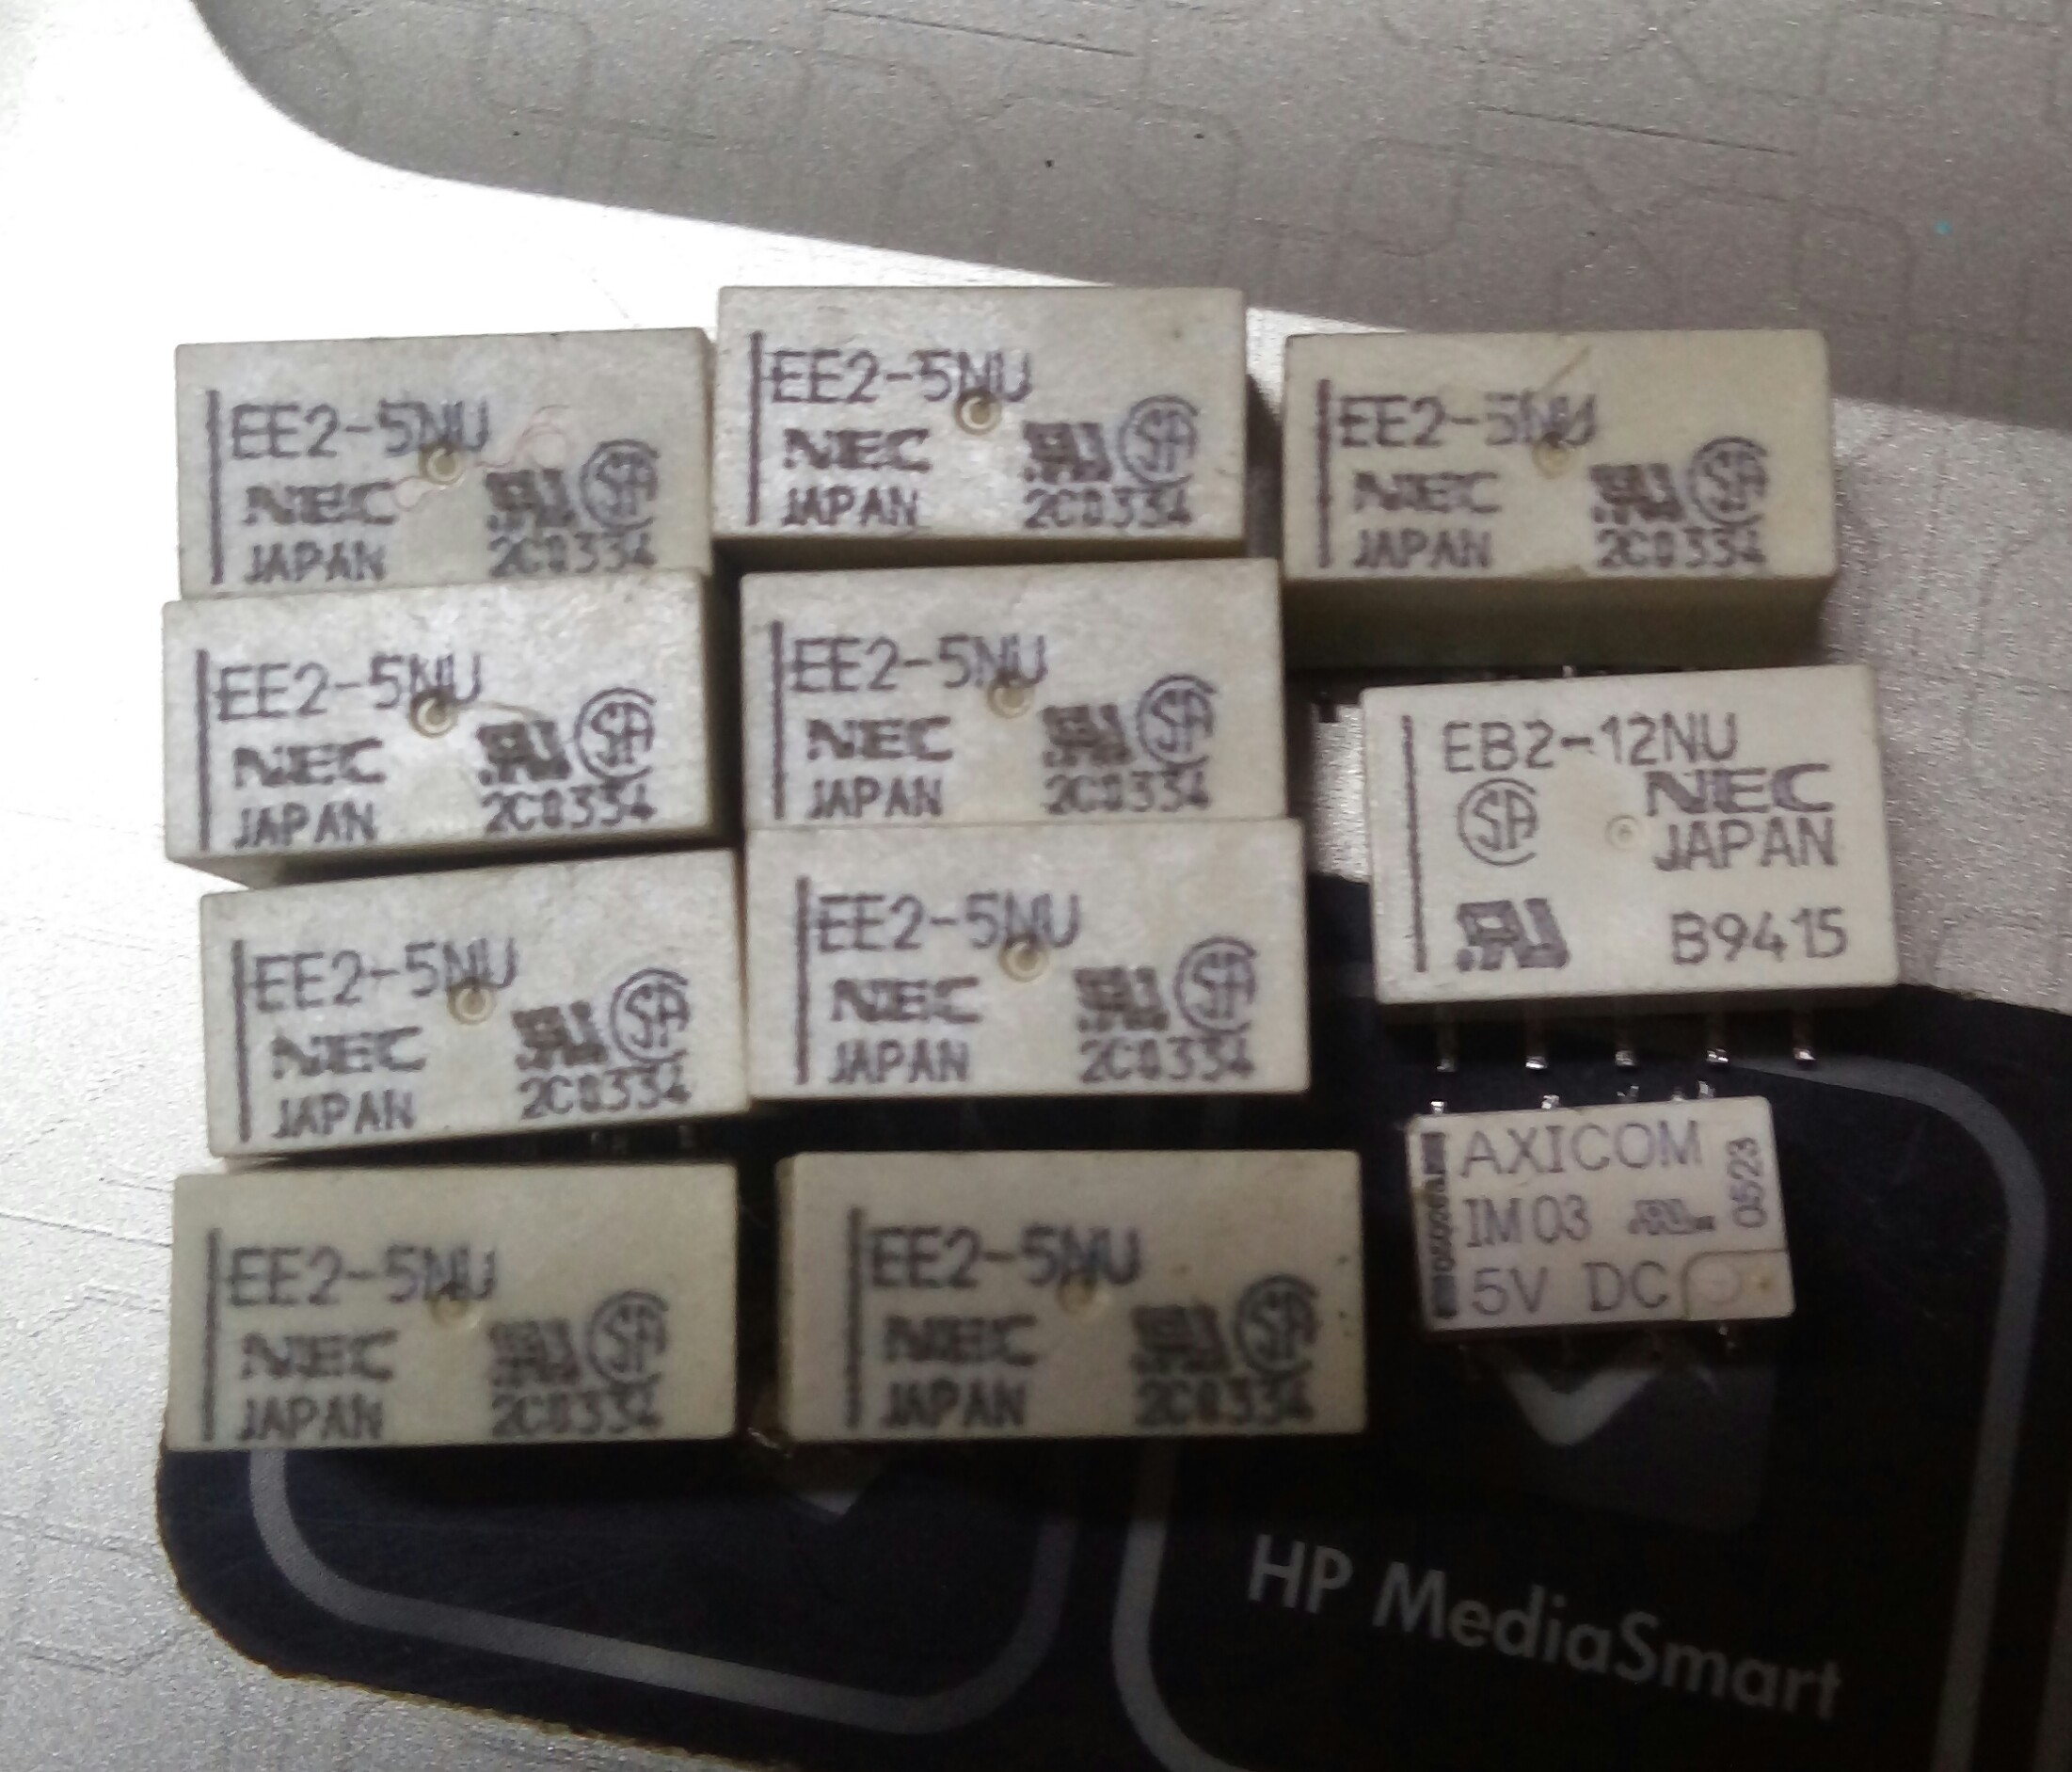 EE2-5NU
NEC
JAPAN 2C0334
EE2-5NU
NEC
JAPAN 2C0334
EE2-5NU
NEC
JAPAN 2C0334
EE2-5NU
NEC
JAPAN 2C0334
EE2-5NU
NEC
JAPAN 2C0334
EB2-12NU
NEC
JAPAN
B9415
EE2-5NU
NEC
JAPAN 2C0334
EE2-5NU
NEC
JAPAN 2C0334
AXICOM
IM03
5V DC
0523
EE2-5NU
NEC
JAPAN 2C0334
EE2-5NU
NEC
JAPAN 2C0334
HP MediaSmart